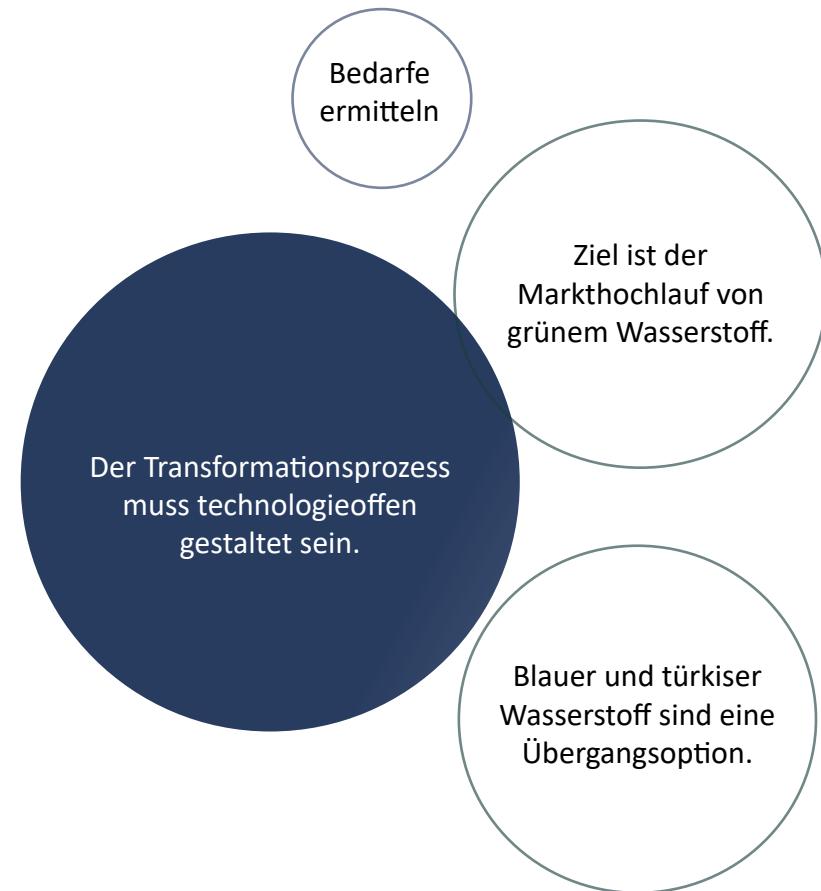 Bedarfe
ermitteln
Ziel ist der
Markthochlauf von
grünem Wasserstoff.
Der Transformationsprozess
muss technologieoffen
gestaltet sein.
Blauer und türkiser
Wasserstoff sind eine
Übergangsoption.